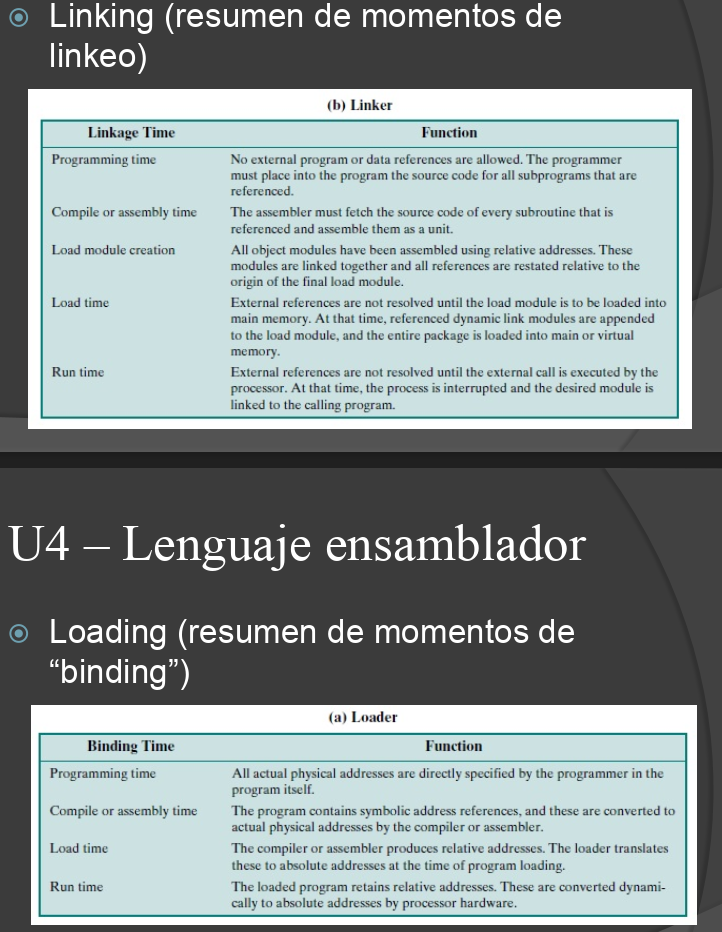 Linking (resumen de momentos de
linkeo)
(b) Linker
Linkage Time Function
Programming time No external program or data references are allowed. The programmer
must place into the program the source code for all subprograms that are
referenced.
Compile or assembly time The assembler must fetch the source code of every subroutine that is
referenced and assemble them as a unit.
Load module creation All object modules have been assembled using relative addresses. These
modules are linked together and all references are restated relative to the
origin of the final load module.
Load time External references are not resolved until the load module is to be loaded into
main memory. At that time, referenced dynamic link modules are appended
to the load module, and the entire package is loaded into main or virtual
memory.
Run time External references are not resolved until the external call is executed by the
processor. At that time, the process is interrupted and the desired module is
linked to the calling program.
U4 – Lenguaje ensamblador
Loading (resumen de momentos de
“binding”)
(a) Loader
Binding Time Function
Programming time All actual physical addresses are directly specified by the programmer in the
program itself.
Compile or assembly time The program contains symbolic address references, and these are converted to
actual physical addresses by the compiler or assembler.
Load time The compiler or assembler produces relative addresses. The loader translates
these to absolute addresses at the time of program loading.
Run time The loaded program retains relative addresses. These are converted dynami-
cally to absolute addresses by processor hardware.